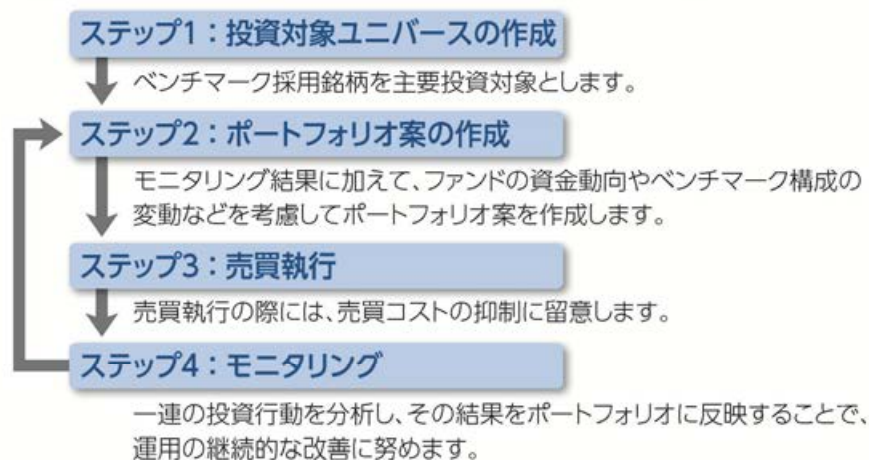 ステップ1：投資対象ユニバースの作成
ベンチマーク採用銘柄を主要投資対象とします。
ステップ2：ポートフォリオ案の作成
モニタリング結果に加えて、ファンドの資金動向やベンチマーク構成の
変動などを考慮してポートフォリオ案を作成します。
ステップ3：売買執行
売買執行の際には、売買コストの抑制に留意します。
ステップ4：モニタリング
一連の投資行動を分析し、その結果をポートフォリオに反映することで、
運用の継続的な改善に努めます。